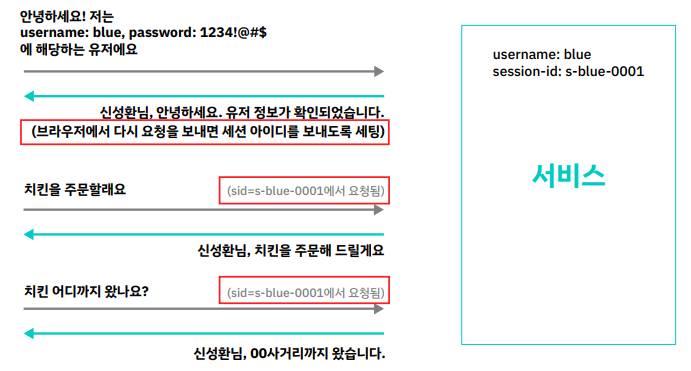 안녕하세요! 저는
username: blue, password: 1234!@#$
에 해당하는 유저에요
신성환님, 안녕하세요. 유저 정보가 확인되었습니다.
(브라우저에서 다시 요청을 보내면 세션 아이디를 보내도록 세팅)
치킨을 주문할래요
(sid=s-blue-0001에서 요청됨)
신성환님, 치킨을 주문해 드릴게요
치킨 어디까지 왔나요?
(sid=s-blue-0001에서 요청됨)
신성환님, 00사거리까지 왔습니다.
username: blue
session-id: s-blue-0001
서비스